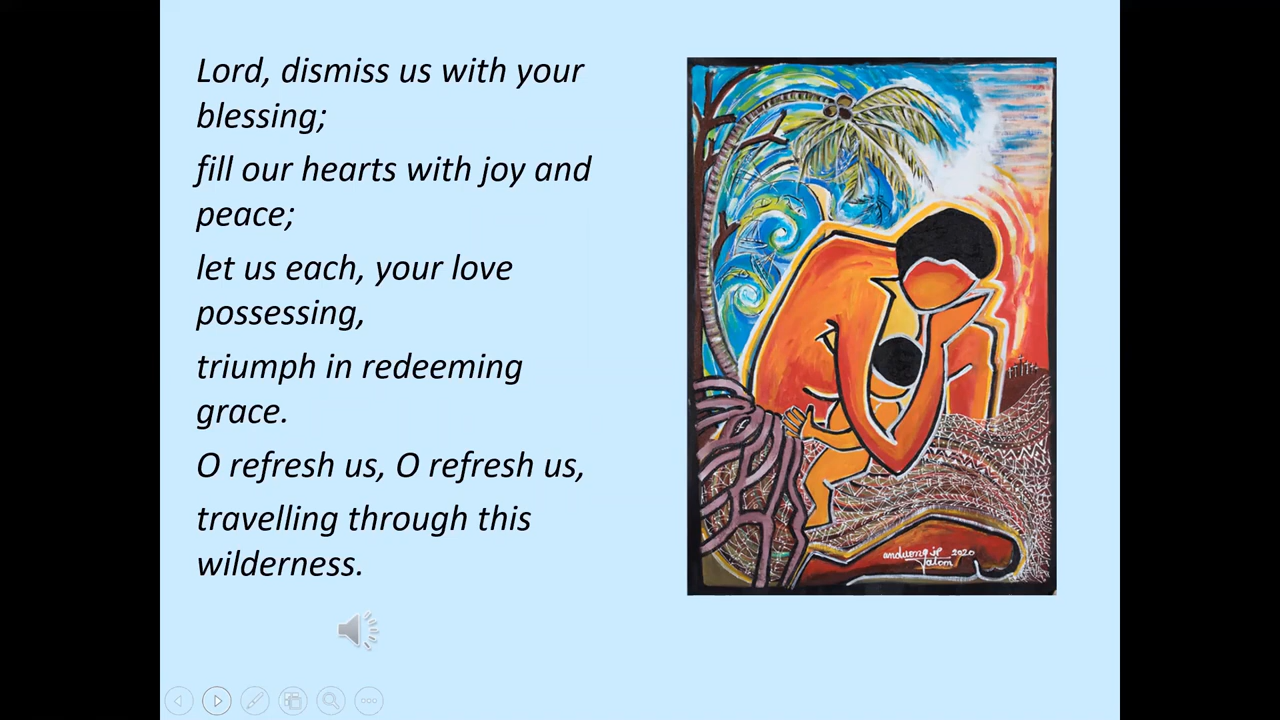 Lord, dismiss us with your
blessing;
fill our hearts with joy and
peace;
let us each, your love
possessing,
triumph in redeeming
grace.
O refresh us, O refresh us,
travelling through this
wilderness.
2020